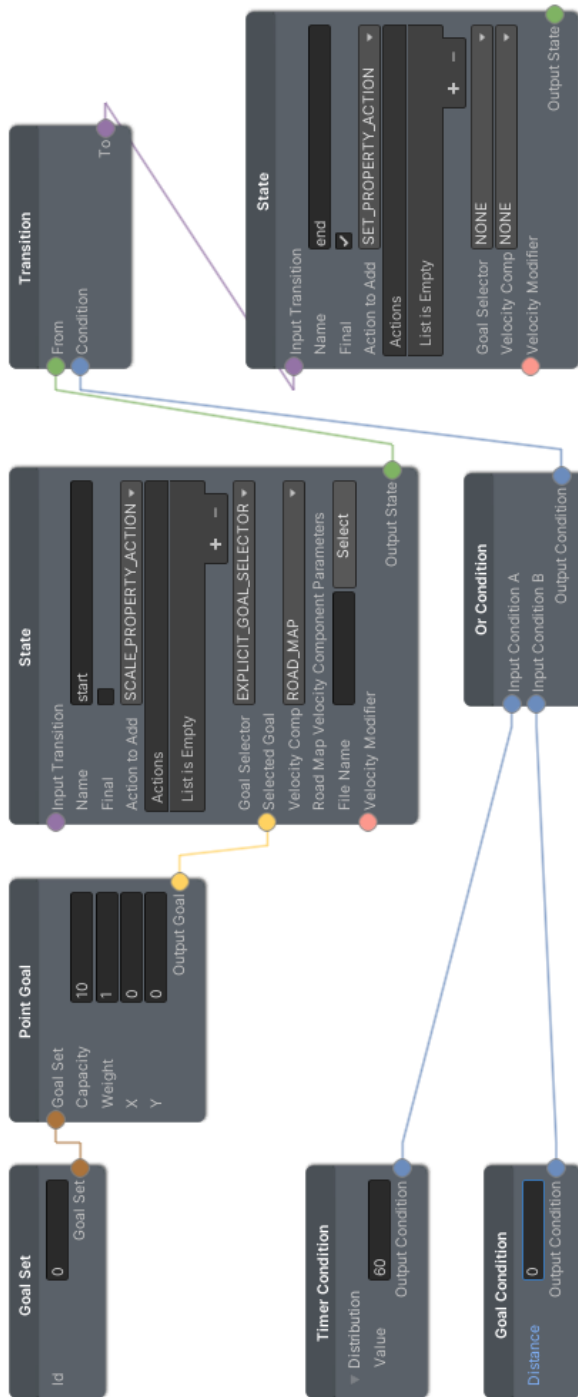 Goal Set
Id 0
Goal Set
Point Goal
Goal Set
Capacity 10
Weight 1
X 0
Y 0
Output Goal
State
Input Transition
Name start
Final
Action to Add SCALE_PROPERTY_ACTION
Actions
List is Empty
+ −
Goal Selector EXPLICIT_GOAL_SELECTOR
Selected Goal
Velocity Comp ROAD_MAP
Road Map Velocity Component Parameters
File Name Select
Velocity Modifier
Output State
Transition
From
To
Condition
Timer Condition
Distribution
Value 60
Output Condition
Goal Condition
Distance 0
Output Condition
Or Condition
Input Condition A
Input Condition B
Output Condition
State
Input Transition
Name end
Final
Action to Add SET_PROPERTY_ACTION
Actions
List is Empty
+ −
Goal Selector NONE
Velocity Comp NONE
Velocity Modifier
Output State